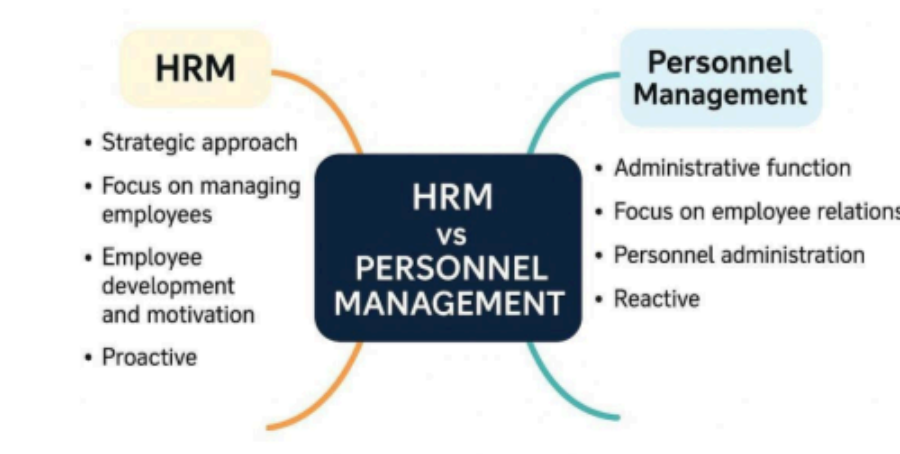 HRM
• Strategic approach
• Focus on managing
employees
• Employee
development
and motivation
• Proactive
HRM
vs
PERSONNEL
MANAGEMENT
Personnel
Management
• Administrative function
• Focus on employee relations
• Personnel administration
• Reactive